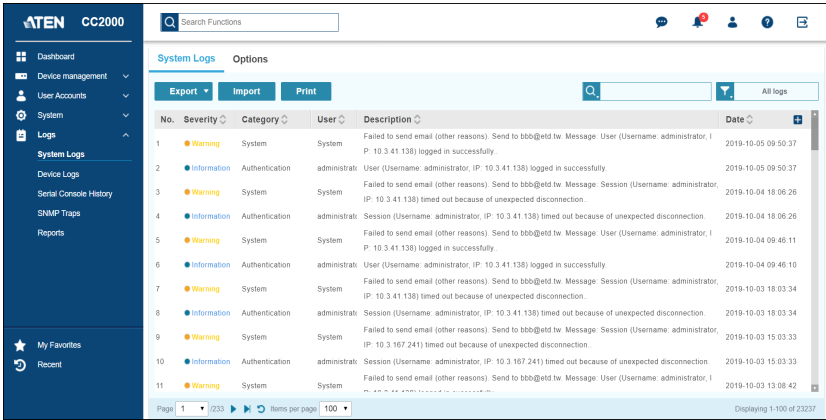 ATEN CC2000
Search Functions
5
Dashboard
Device management
User Accounts
System
Logs
System Logs
Device Logs
Serial Console History
SNMP Traps
Reports
My Favorites
Recent
System Logs Options
Export Import Print
All logs
No. Severity Category User Description Date
1 Warning System System Failed to send email (other reasons). Send to bbb@etd.tw. Message: User (Username: administrator, I
P: 10.3.41.138) logged in successfully.. 2019-10-05 09:50:37
2 Information Authentication administrato User (Username: administrator, IP: 10.3.41.138) logged in successfully. 2019-10-05 09:50:37
3 Warning System System Failed to send email (other reasons). Send to bbb@etd.tw. Message: Session (Username: administrator,
IP: 10.3.41.138) timed out because of unexpected disconnection.. 2019-10-04 18:06:26
4 Information Authentication administrato Session (Username: administrator, IP: 10.3.41.138) timed out because of unexpected disconnection. 2019-10-04 18:06:26
5 Warning System System Failed to send email (other reasons). Send to bbb@etd.tw. Message: User (Username: administrator, I
P: 10.3.41.138) logged in successfully.. 2019-10-04 09:46:11
6 Information Authentication administrato User (Username: administrator, IP: 10.3.41.138) logged in successfully. 2019-10-04 09:46:10
7 Warning System System Failed to send email (other reasons). Send to bbb@etd.tw. Message: Session (Username: administrator,
IP: 10.3.41.138) timed out because of unexpected disconnection.. 2019-10-03 18:03:34
8 Information Authentication administrato Session (Username: administrator, IP: 10.3.41.138) timed out because of unexpected disconnection. 2019-10-03 18:03:34
9 Warning System System Failed to send email (other reasons). Send to bbb@etd.tw. Message: Session (Username: administrator,
IP: 10.3.167.241) timed out because of unexpected disconnection.. 2019-10-03 15:03:33
10 Information Authentication administrato Session (Username: administrator, IP: 10.3.167.241) timed out because of unexpected disconnection. 2019-10-03 15:03:33
11 Warning System System Failed to send email (other reasons). Send to bbb@etd.tw. Message: User (Username: administrator, I
2019-10-03 13:08:42
Page 1 /233 Items per page 100 Displaying 1-100 of 23237